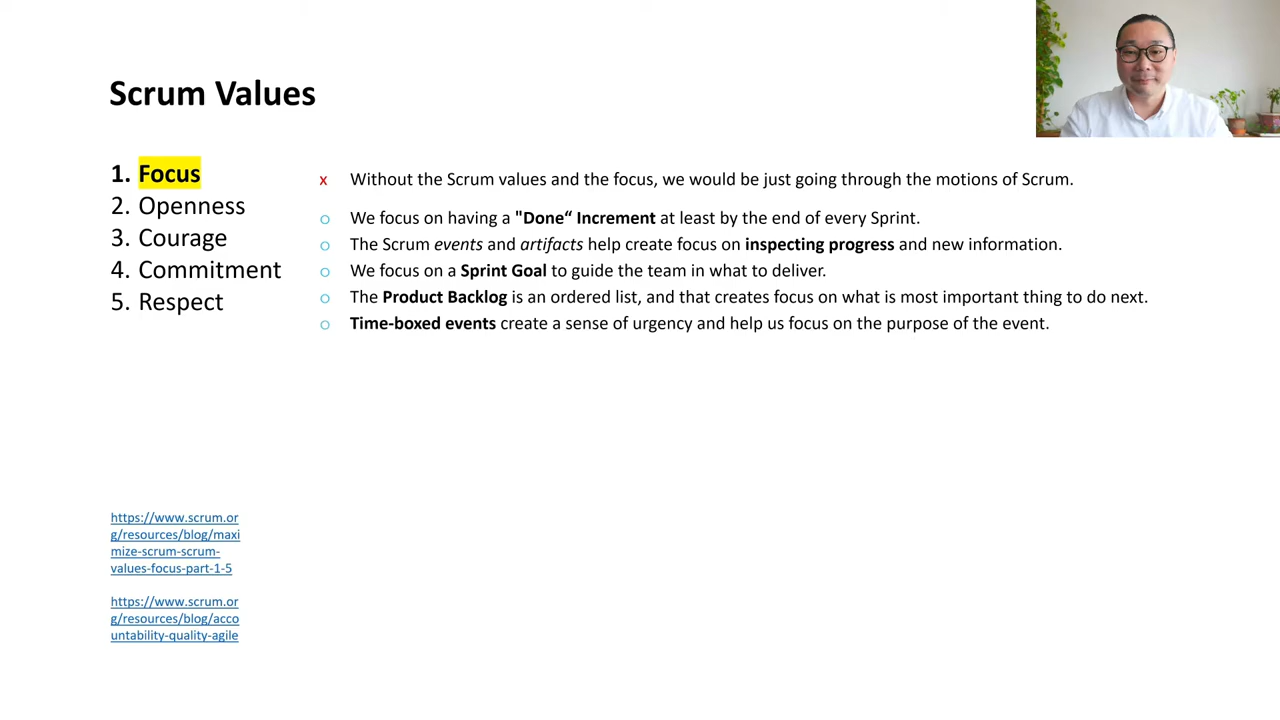 Scrum Values
1. Focus
2. Openness
3. Courage
4. Commitment
5. Respect
x Without the Scrum values and the focus, we would be just going through the motions of Scrum.
o We focus on having a "Done“ Increment at least by the end of every Sprint.
o The Scrum events and artifacts help create focus on inspecting progress and new information.
o We focus on a Sprint Goal to guide the team in what to deliver.
o The Product Backlog is an ordered list, and that creates focus on what is most important thing to do next.
o Time-boxed events create a sense of urgency and help us focus on the purpose of the event.
https://www.scrum.or
g/resources/blog/maxi
mize-scrum-scrum-
values-focus-part-1-5
https://www.scrum.or
g/resources/blog/acco
untability-quality-agile